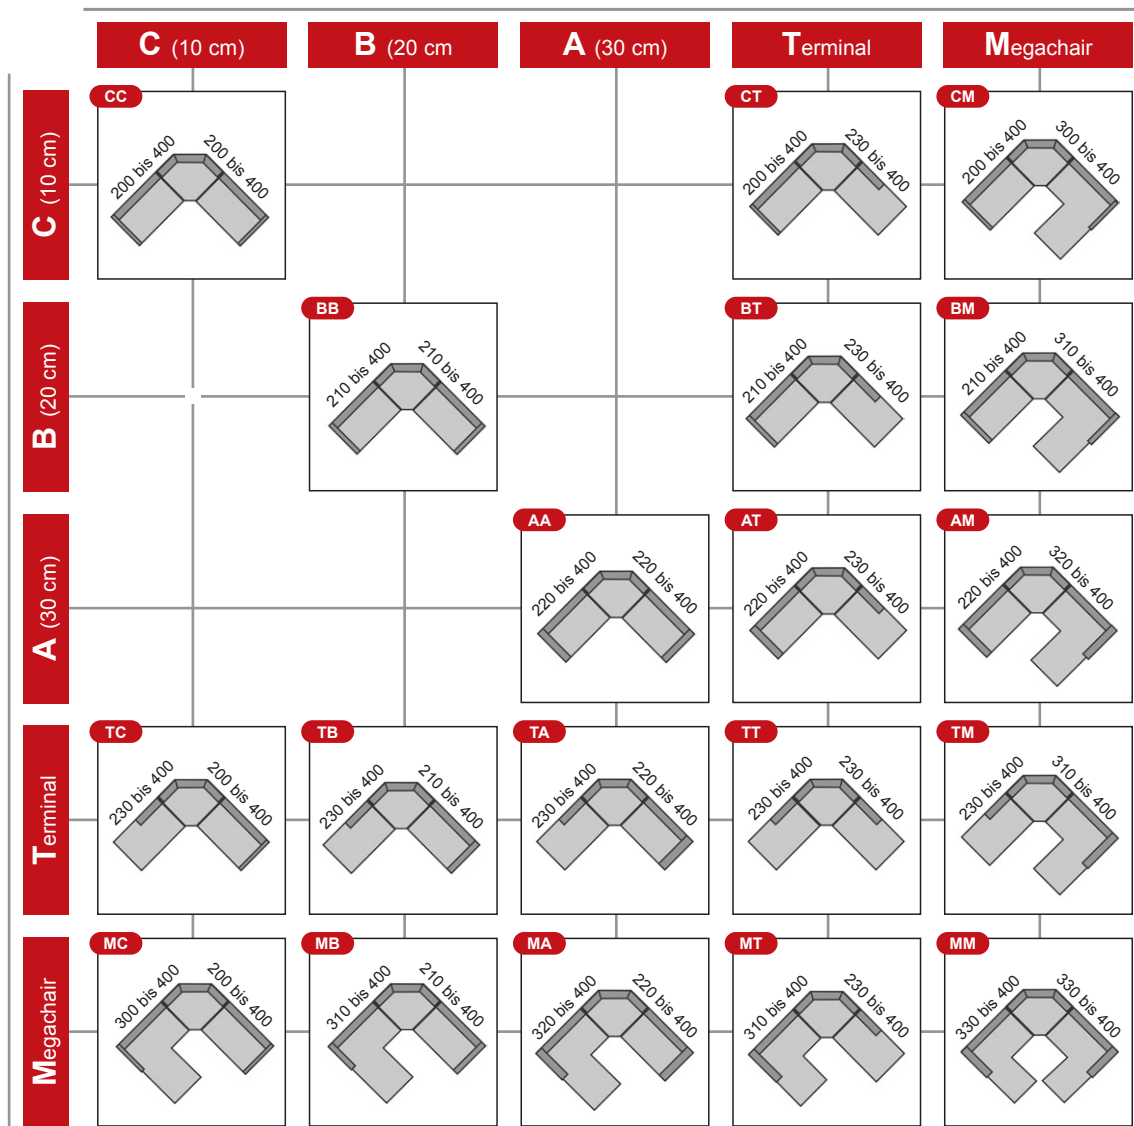 C (10 cm)
B (20 cm
A (30 cm)
Terminal
Megachair
C (10 cm)
CC
200 bis 400
200 bis 400
CT
200 bis 400
230 bis 400
CM
200 bis 400
300 bis 400
B (20 cm)
BB
210 bis 400
210 bis 400
BT
210 bis 400
230 bis 400
BM
210 bis 400
310 bis 400
A (30 cm)
AA
220 bis 400
220 bis 400
AT
220 bis 400
230 bis 400
AM
220 bis 400
320 bis 400
Terminal
TC
230 bis 400
200 bis 400
TB
230 bis 400
210 bis 400
TA
230 bis 400
220 bis 400
TT
230 bis 400
230 bis 400
TM
230 bis 400
310 bis 400
Megachair
MC
300 bis 400
200 bis 400
MB
310 bis 400
210 bis 400
MA
320 bis 400
220 bis 400
MT
310 bis 400
230 bis 400
MM
330 bis 400
330 bis 400